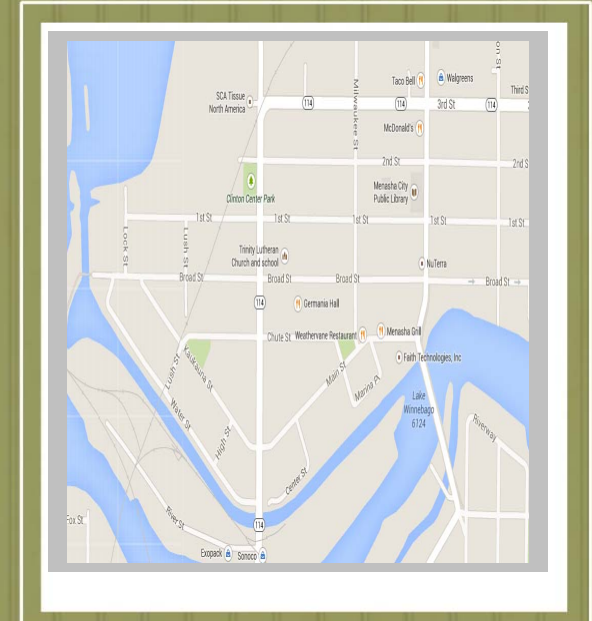 on St
Taco Bell
Walgreens
SCA Tissue
North America
114
114
3rd St
114
Third S
Milwaukee St
McDonald's
2nd St
2nd S
Clinton Center Park
Menasha City
Public Library
1st St
1st St
1st St
1st St
1st St
Lock St
Lush St
Trinity Lutheran
Church and school
NuTerra
Broad St
Broad St
Broad St
Broad St
114
Germania Hall
Chute St
Weathervane Restaurant
Menasha Grill
Faith Technologies, Inc
Lush St
Kaukauna St
Main St
Marina Pl
Lake
Winnebago
6124
Water St
High St
Riverway
Center St
River St
Fox St
114
Exopack
Sonoco